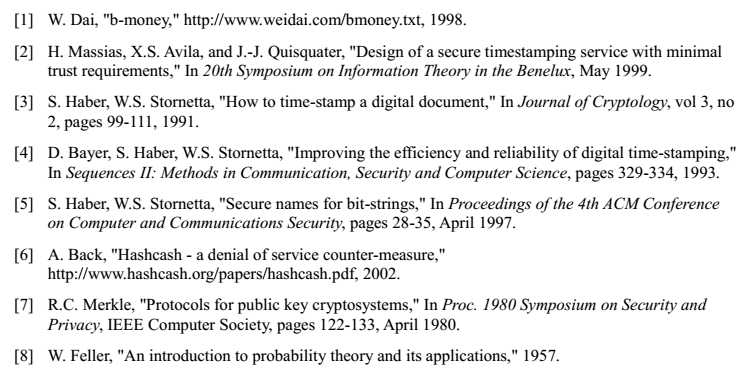 [1] W. Dai, "b-money," http://www.weidai.com/bmoney.txt, 1998.
[2] H. Massias, X.S. Avila, and J.-J. Quisquater, "Design of a secure timestamping service with minimal
trust requirements," In 20th Symposium on Information Theory in the Benelux, May 1999.
[3] S. Haber, W.S. Stornetta, "How to time-stamp a digital document," In Journal of Cryptology, vol 3, no
2, pages 99-111, 1991.
[4] D. Bayer, S. Haber, W.S. Stornetta, "Improving the efficiency and reliability of digital time-stamping,"
In Sequences II: Methods in Communication, Security and Computer Science, pages 329-334, 1993.
[5] S. Haber, W.S. Stornetta, "Secure names for bit-strings," In Proceedings of the 4th ACM Conference
on Computer and Communications Security, pages 28-35, April 1997.
[6] A. Back, "Hashcash - a denial of service counter-measure,"
http://www.hashcash.org/papers/hashcash.pdf, 2002.
[7] R.C. Merkle, "Protocols for public key cryptosystems," In Proc. 1980 Symposium on Security and
Privacy, IEEE Computer Society, pages 122-133, April 1980.
[8] W. Feller, "An introduction to probability theory and its applications," 1957.